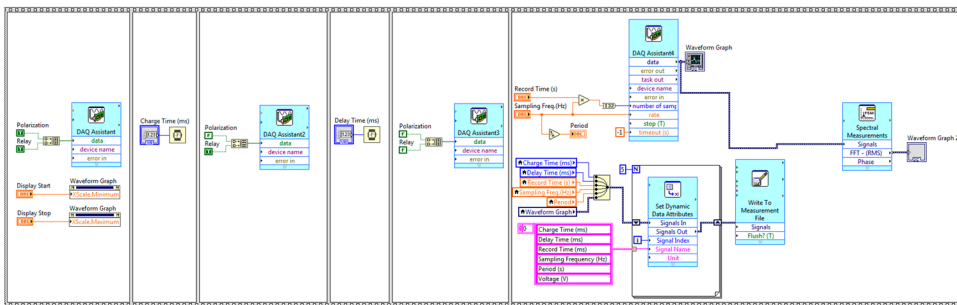 Polarization
Relay
DAQ Assistant
data
device name
error in
Display Start
Waveform Graph
XScale.Minimum
Display Stop
Waveform Graph
XScale.Maximum
Charge Time (ms)
Polarization
Relay
DAQ Assistant2
data
device name
error in
Delay Time (ms)
Polarization
Relay
DAQ Assistant3
data
device name
error in
Record Time (s)
Sampling Freq.(Hz)
Period
I32
-1
DAQ Assistant4
data
error out
task out
device name
error in
number of samp
rate
stop (T)
timeout (s)
Waveform Graph
Spectral
Measurements
Signals
FFT - (RMS)
Phase
Waveform Graph 2
Charge Time (ms)
Delay Time (ms)
Record Time (s)
Sampling Freq.(Hz)
Period
Waveform Graph
5
N
i
Set Dynamic
Data Attributes
Signals In
Signals Out
Signal Index
Signal Name
Unit
Write To
Measurement
File
Signals
Flush? (T)
0
Charge Time (ms)
Delay Time (ms)
Record Time (ms)
Sampling Frequency (Hz)
Period (s)
Voltage (V)